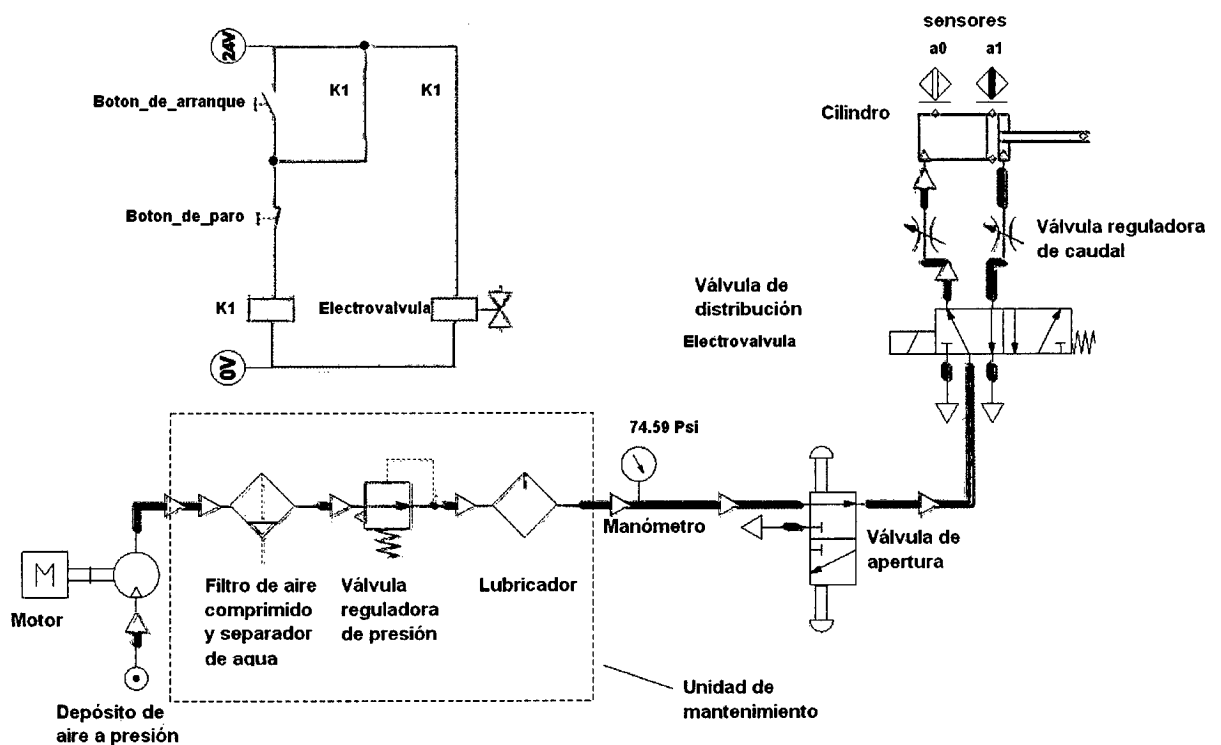 sensores
a0 a1
24V
K1
K1
Boton_de_arranque
Cilindro
Boton_de_paro
Válvula reguladora
de caudal
Válvula de
distribución
K1
Electrovalvula
Electrovalvula
0V
74.59 Psi
Manómetro
Válvula de
apertura
M
Motor
Filtro de aire
comprimido
y separador
de agua
Válvula
reguladora
de presión
Lubricador
Unidad de
mantenimiento
Depósito de
aire a presión